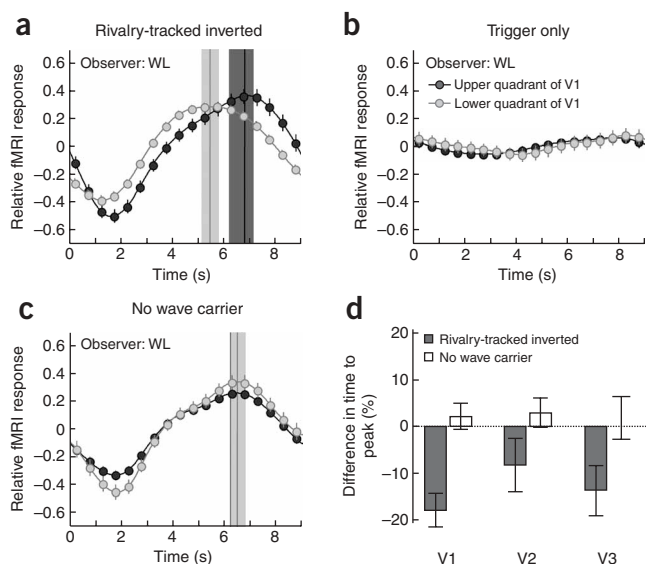 a
Rivalry-tracked inverted
Observer: WL
Relative fMRI response
0.6
0.4
0.2
0
−0.2
−0.4
−0.6
0 2 4 6 8
Time (s)
b
Trigger only
Observer: WL
Upper quadrant of V1
Lower quadrant of V1
Relative fMRI response
0.6
0.4
0.2
0
−0.2
−0.4
−0.6
0 2 4 6 8
Time (s)
c
No wave carrier
Observer: WL
Relative fMRI response
0.6
0.4
0.2
0
−0.2
−0.4
−0.6
0 2 4 6 8
Time (s)
d
Rivalry-tracked inverted
No wave carrier
Difference in time to
peak (%)
20
10
0
−10
−20
V1 V2 V3